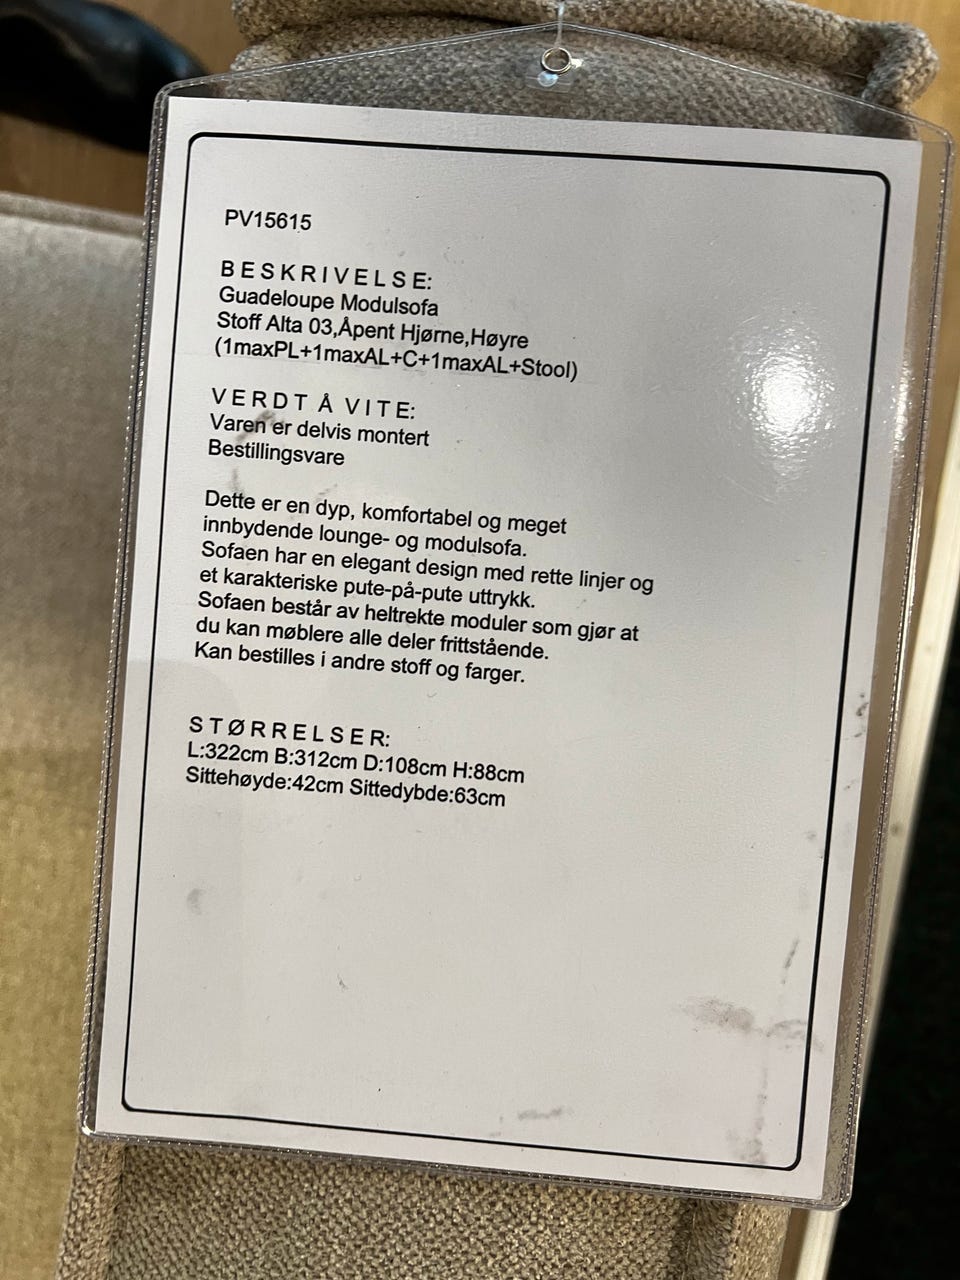 PV15615
BESKRIVELSE:
Guadeloupe Modulsofa
Stoff Alta 03,Åpent Hjørne,Høyre
(1maxPL+1maxAL+C+1maxAL+Stool)
VERDT Å VITE:
Varen er delvis montert
Bestillingsvare
Dette er en dyp, komfortabel og meget
innbydende lounge- og modulsofa.
Sofaen har en elegant design med rette linjer og
et karakteriske pute-på-pute uttrykk.
Sofaen består av heltrekte moduler som gjør at
du kan møblere alle deler frittstående.
Kan bestilles i andre stoff og farger.
STØRRELSER:
L:322cm B:312cm D:108cm H:88cm
Sittehøyde:42cm Sittedybde:63cm